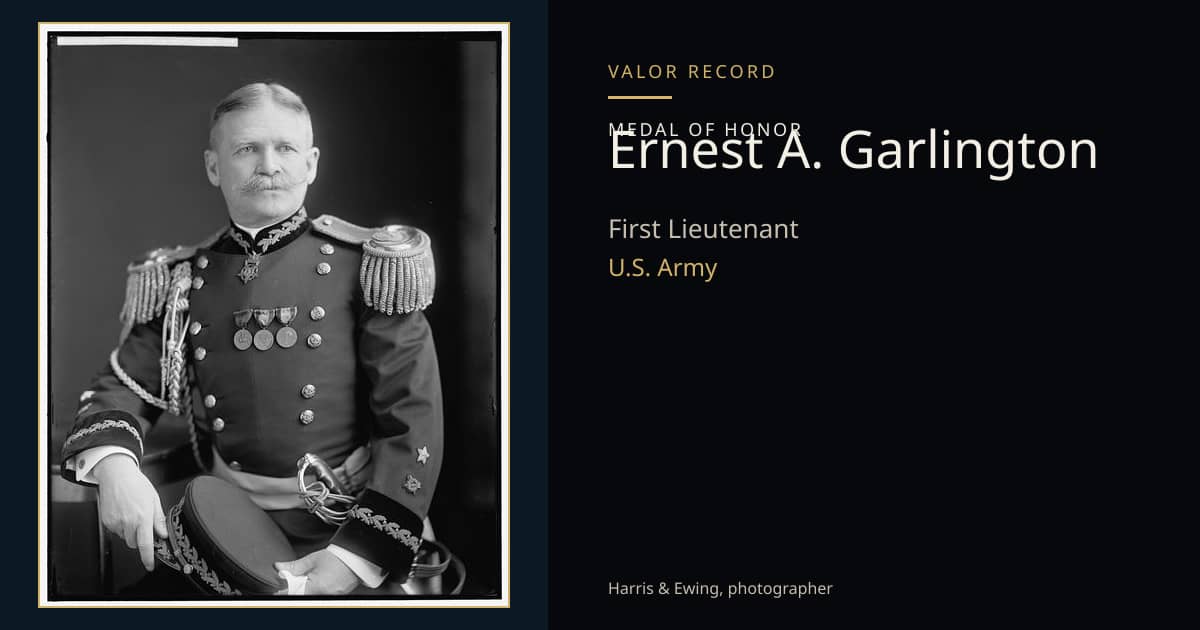 VALOR RECORD
MEDAL OF HONOR
Ernest A. Garlington
First Lieutenant
U.S. Army
Harris & Ewing, photographer